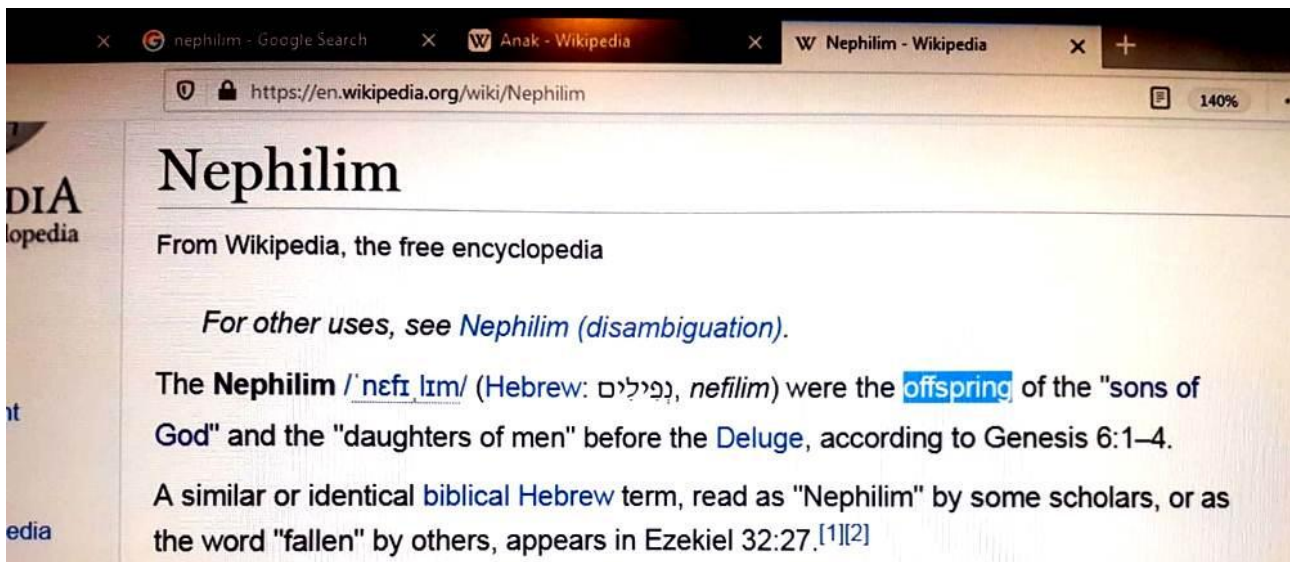 nephilim - Google Search
Anak - Wikipedia
Nephilim - Wikipedia
https://en.wikipedia.org/wiki/Nephilim
140%
Nephilim
DIA
lopedia
From Wikipedia, the free encyclopedia
For other uses, see Nephilim (disambiguation).
The Nephilim /ˈnɛfɪˌlɪm/ (Hebrew: נְפִילִים, nefilim) were the offspring of the "sons of
nt
God" and the "daughters of men" before the Deluge, according to Genesis 6:1–4.
A similar or identical biblical Hebrew term, read as "Nephilim" by some scholars, or as
edia
the word "fallen" by others, appears in Ezekiel 32:27.[1][2]